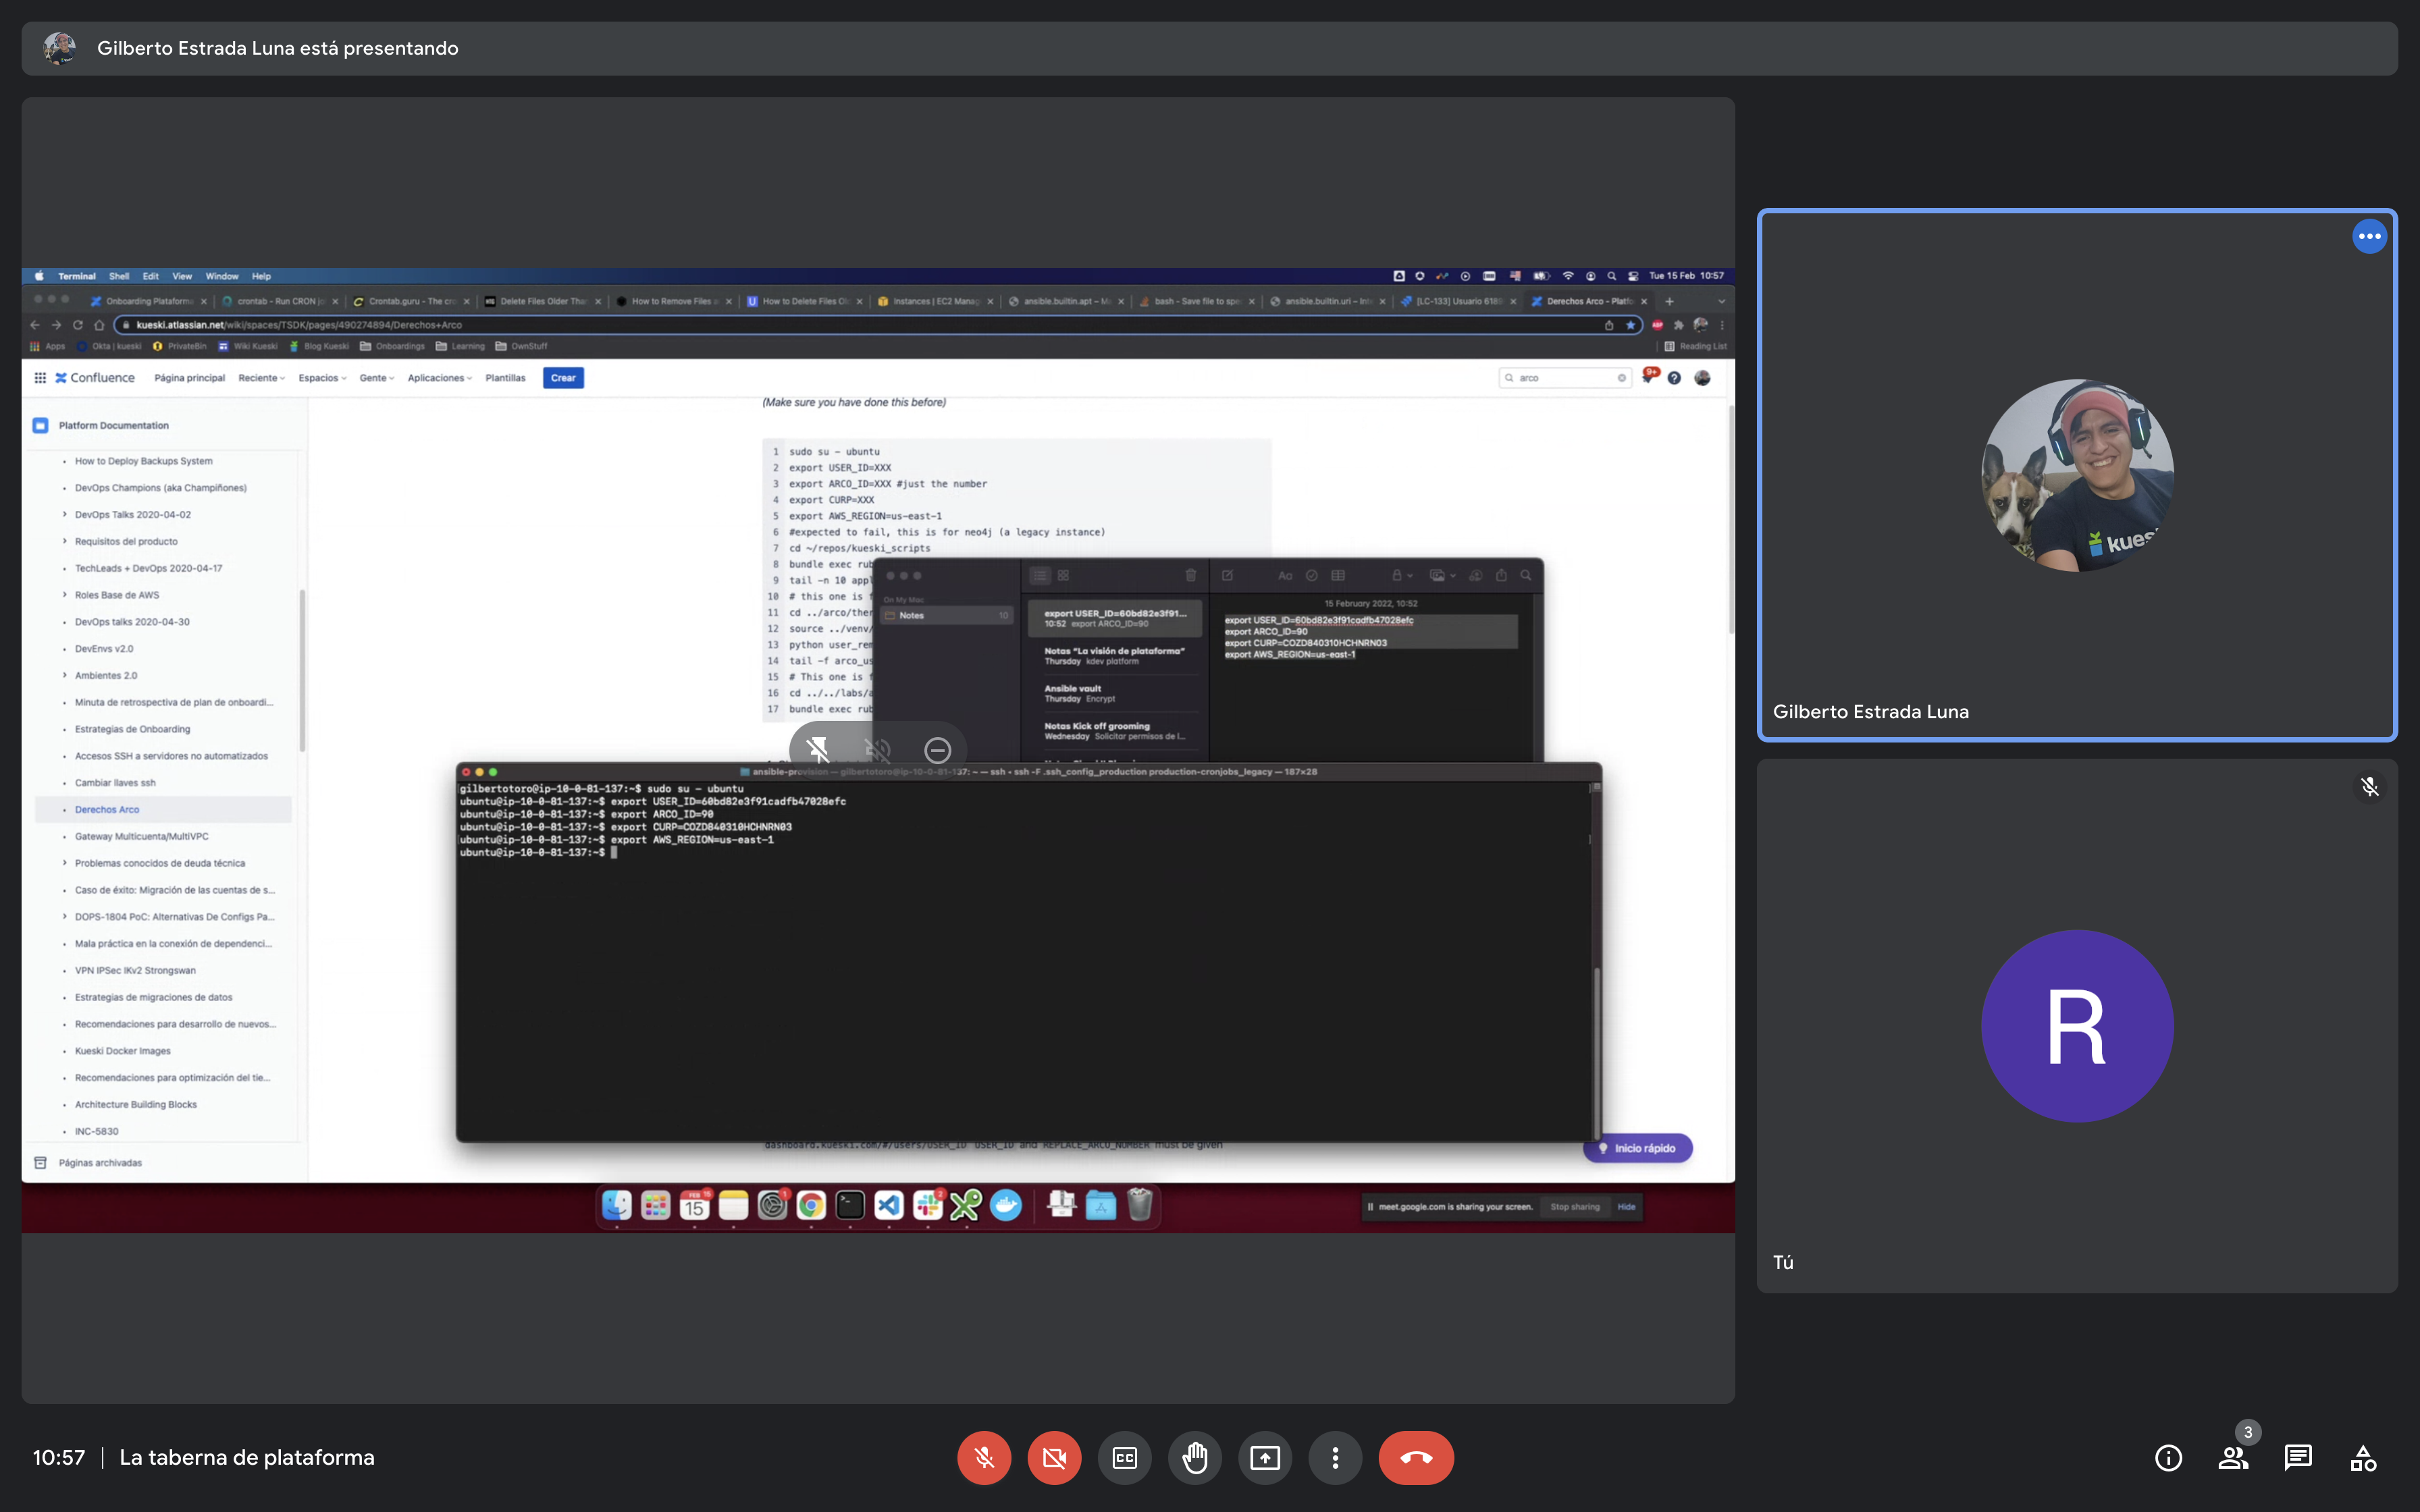 Gilberto Estrada Luna está presentando
Terminal Shell Edit View Window Help
Tue 15 Feb 10:57
Onboarding Plataforma
crontab - Run CRON jo
Crontab.guru - The cro
Delete Files Older Than
How to Remove Files
How to Delete Files Ol
Instances | EC2 Manag
ansible.builtin.apt – M
bash - Save file to spe
ansible.builtin.uri – Int
[LC-133] Usuario 618
Derechos Arco - Platfo
kueski.atlassian.net/wiki/spaces/TSDK/pages/490274894/Derechos+Arco
Apps
Okta | kueski
PrivateBin
Wiki Kueski
Blog Kueski
Onboardings
Learning
OwnStuff
Reading List
Confluence
Página principal
Reciente
Espacios
Gente
Aplicaciones
Plantillas
Crear
arco
9+
Platform Documentation
How to Deploy Backups System
DevOps Champions (aka Champiñones)
DevOps Talks 2020-04-02
Requisitos del producto
TechLeads + DevOps 2020-04-17
Roles Base de AWS
DevOps talks 2020-04-30
DevEnvs v2.0
Ambientes 2.0
Minuta de retrospectiva de plan de onboardi...
Estrategias de Onboarding
Accesos SSH a servidores no automatizados
Cambiar llaves ssh
Derechos Arco
Gateway Multicuenta/MultiVPC
Problemas conocidos de deuda técnica
Caso de éxito: Migración de las cuentas de s...
DOPS-1804 PoC: Alternativas De Configs Pa...
Mala práctica en la conexión de dependenci...
VPN IPSec IKv2 Strongswan
Estrategias de migraciones de datos
Recomendaciones para desarrollo de nuevos...
Kueski Docker Images
Recomendaciones para optimización del tie...
Architecture Building Blocks
INC-5830
Páginas archivadas
(Make sure you have done this before)
1 sudo su - ubuntu
2 export USER_ID=XXX
3 export ARCO_ID=XXX #just the number
4 export CURP=XXX
5 export AWS_REGION=us-east-1
6 #expected to fail, this is for neo4j (a legacy instance)
7 cd ~/repos/kueski_scripts
8 bundle exec rub
9 tail -n 10 appl
10 # this one is f
11 cd ../arco/ther
12 source ../venv/
13 python user_rem
14 tail -f arco_us
15 # This one is f
16 cd ../../labs/a
17 bundle exec rub
On My Mac
Notes 10
export USER_ID=60bd82e3f91...
10:52 export ARCO_ID=90
Notas "La visión de plataforma"
Thursday kdev platform
Ansible vault
Thursday Encrypt
Notas Kick off grooming
Wednesday Solicitar permisos de l...
15 February 2022, 10:52
export USER_ID=60bd82e3f91cadfb47028efc
export ARCO_ID=90
export CURP=COZD840310HCHNRN03
export AWS_REGION=us-east-1
ansible-provision — gilbertotoro@ip-10-0-81-137: ~ — ssh - ssh -F .ssh_config_production production-cronjobs_legacy — 187×28
gilbertotoro@ip-10-0-81-137:~$ sudo su - ubuntu
ubuntu@ip-10-0-81-137:~$ export USER_ID=60bd82e3f91cadfb47028efc
ubuntu@ip-10-0-81-137:~$ export ARCO_ID=90
ubuntu@ip-10-0-81-137:~$ export CURP=COZD840310HCHNRN03
ubuntu@ip-10-0-81-137:~$ export AWS_REGION=us-east-1
ubuntu@ip-10-0-81-137:~$
dashboard.kueski.com/#/users/USER_ID USER_ID and REPLACE_ARCO_NUMBER must be given
Inicio rápido
FEB 15
meet.google.com is sharing your screen.
Stop sharing
Hide
kues
Gilberto Estrada Luna
R
Tú
10:57 | La taberna de plataforma
CC
3